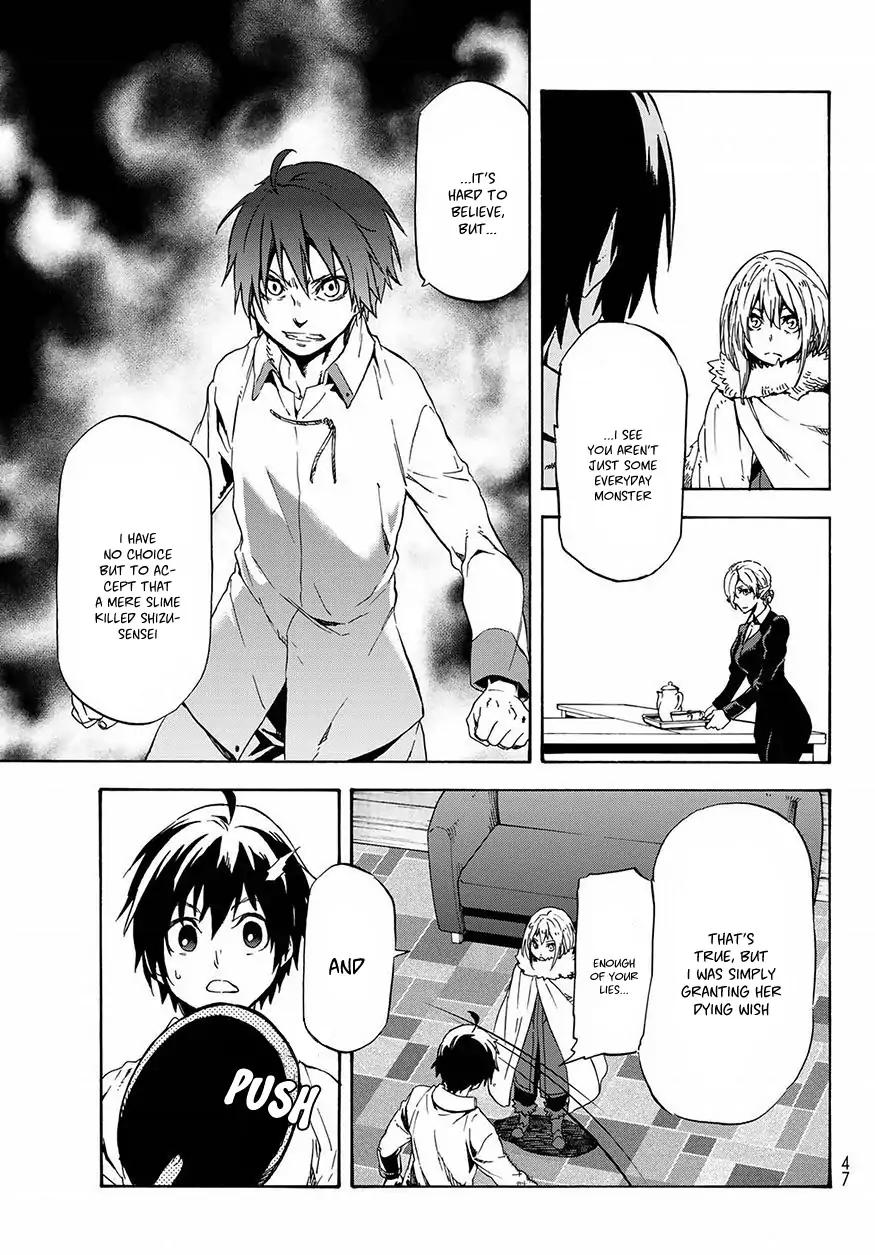 ...I SEE
YOU AREN'T
JUST SOME
EVERYDAY
MONSTER
...IT'S
HARD TO
BELIEVE,
BUT...
I HAVE
NO CHOICE
BUT TO AC-
CEPT THAT
A MERE SLIME
KILLED SHIZU-
SENSEI
THAT'S
TRUE, BUT
I WAS SIMPLY
GRANTING HER
DYING WISH
ENOUGH
OF YOUR
LIES...
AND
PUSH
47